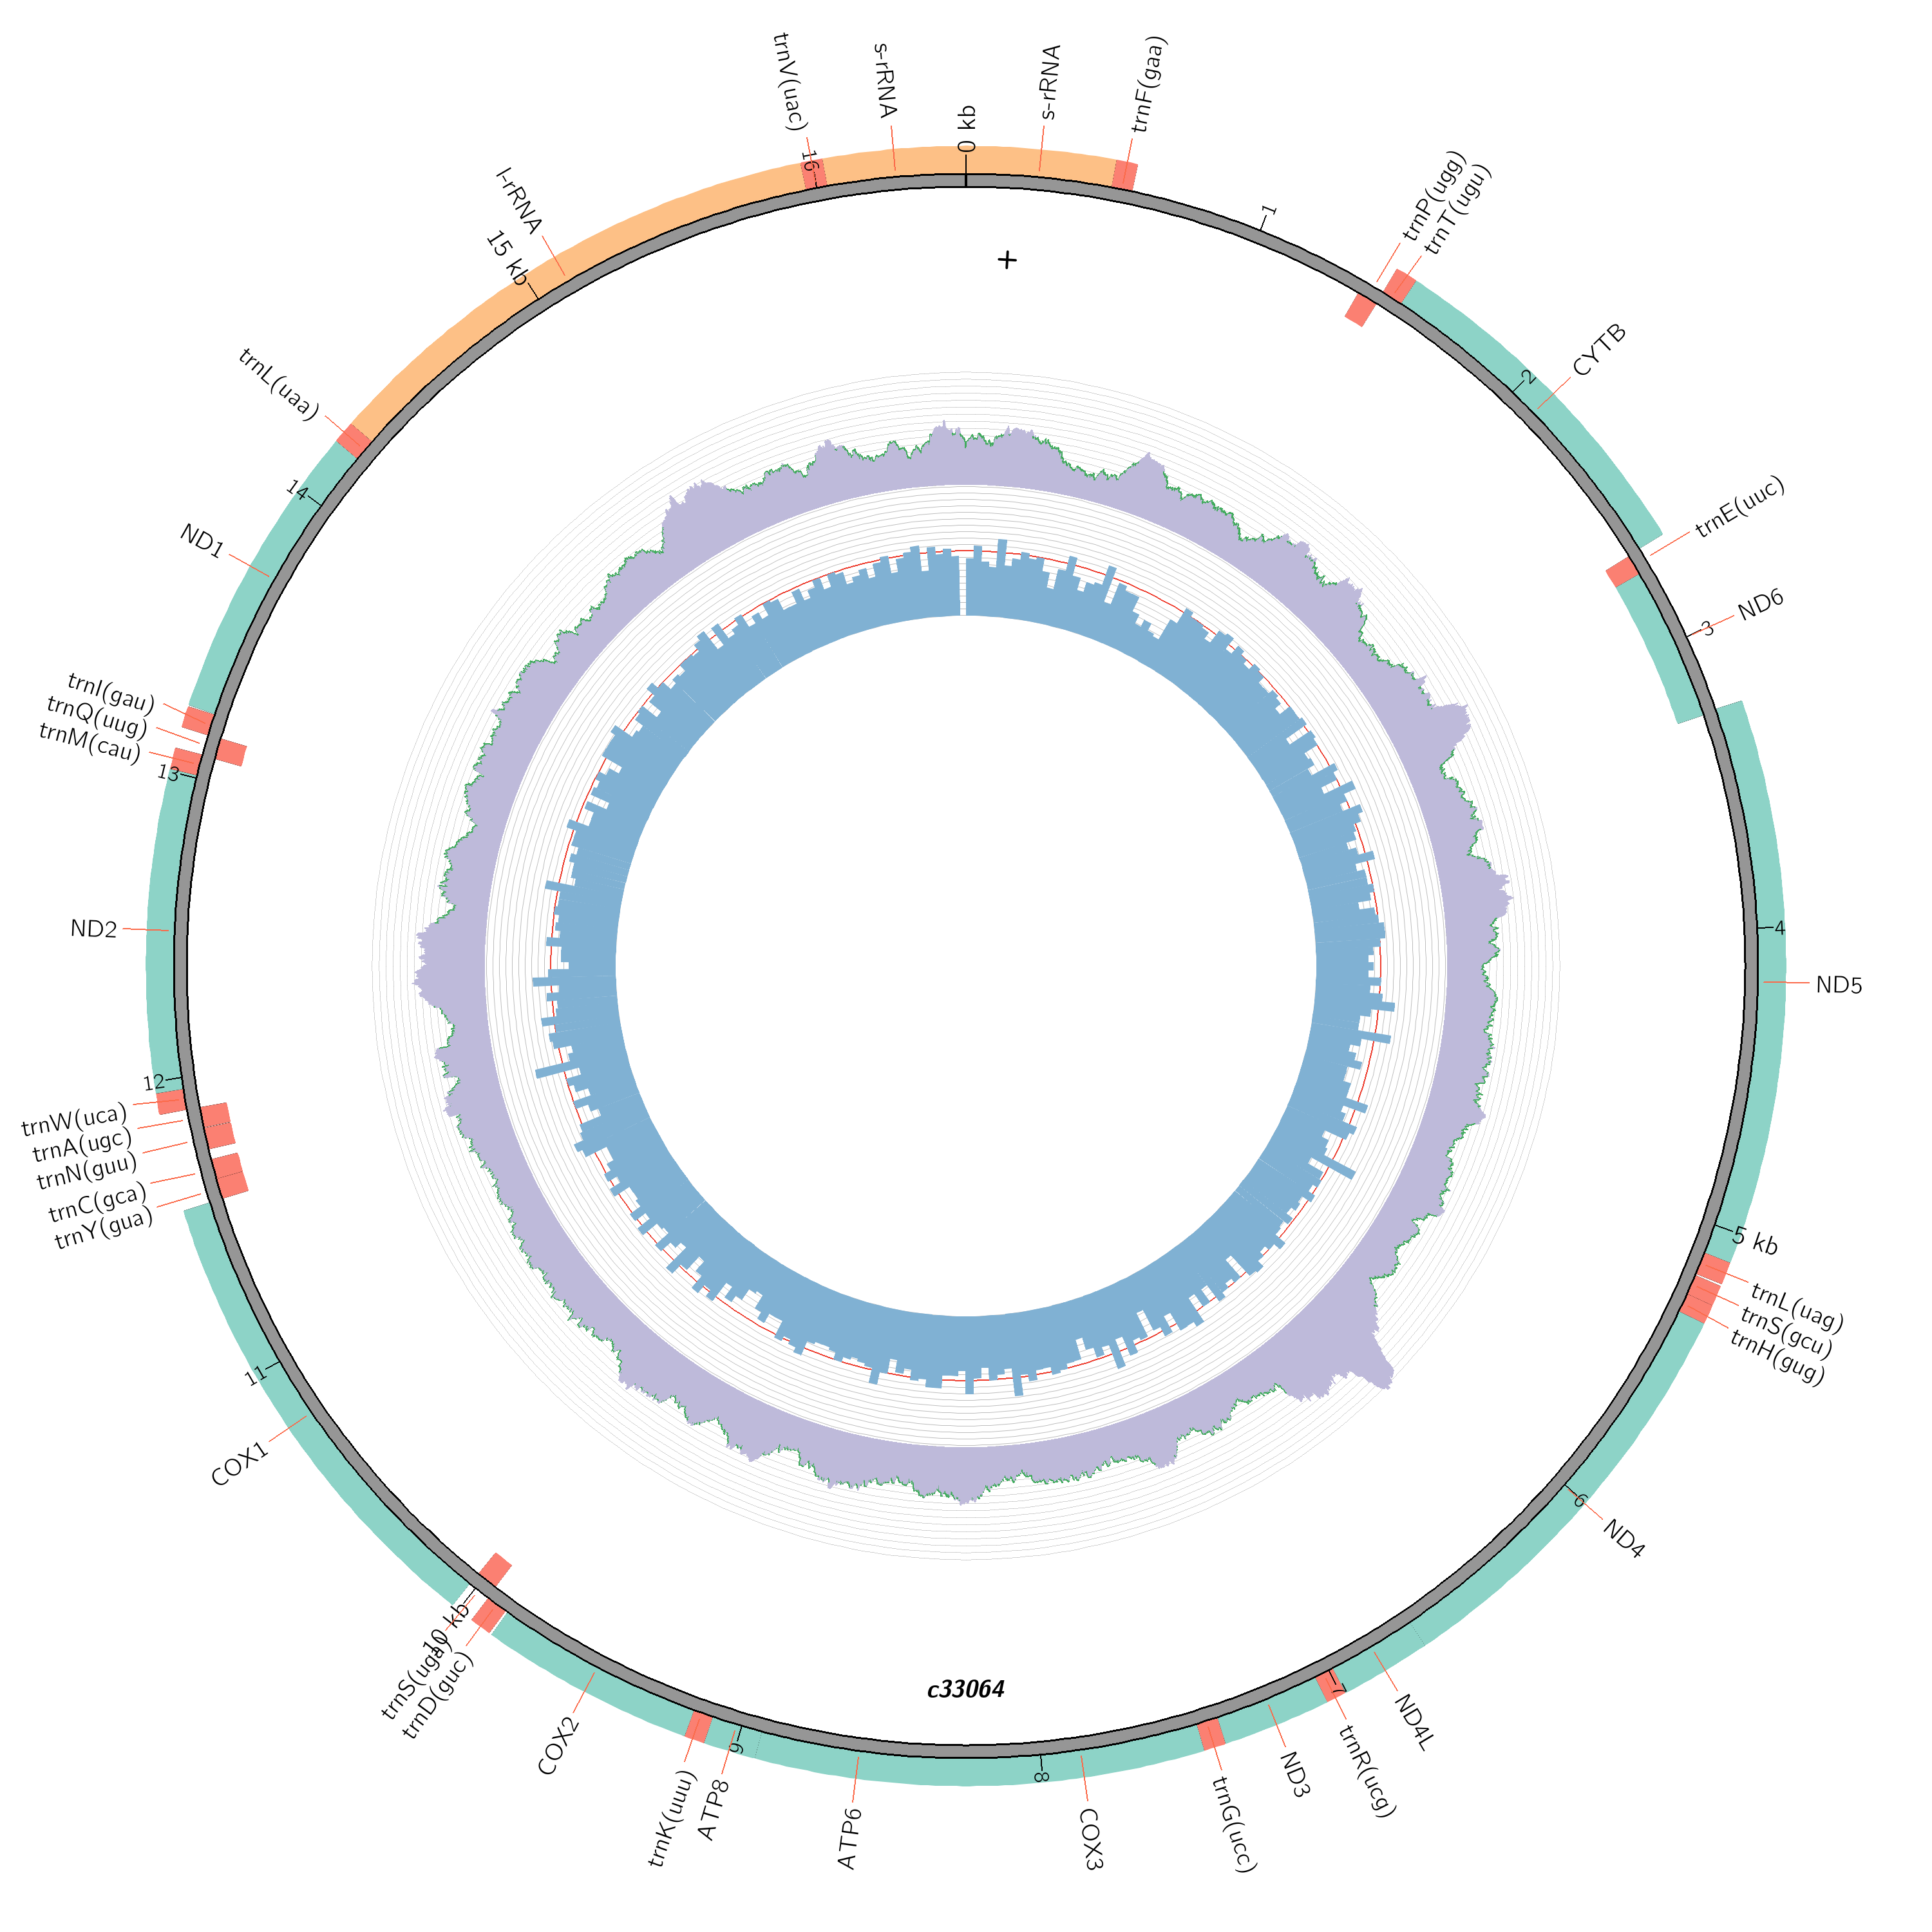 0 kb
s-rRNA
trnF(gaa)
1
trnP(ugg)
trnT(ugu)
2
CYTB
trnE(uuc)
3
ND6
4
ND5
5 kb
trnL(uag)
trnS(gcu)
trnH(gug)
6
ND4
ND4L
7
trnR(ucg)
ND3
trnG(ucc)
COX3
8
ATP6
9
ATP8
trnK(uuu)
COX2
trnD(guc)
trnS(uga)
10 kb
COX1
11
trnY(gua)
trnC(gca)
trnN(guu)
trnA(ugc)
trnW(uca)
12
ND2
13
trnM(cau)
trnQ(uug)
trnI(gau)
ND1
14
trnL(uaa)
15 kb
l-rRNA
16
trnV(uac)
s-rRNA
+
c33064